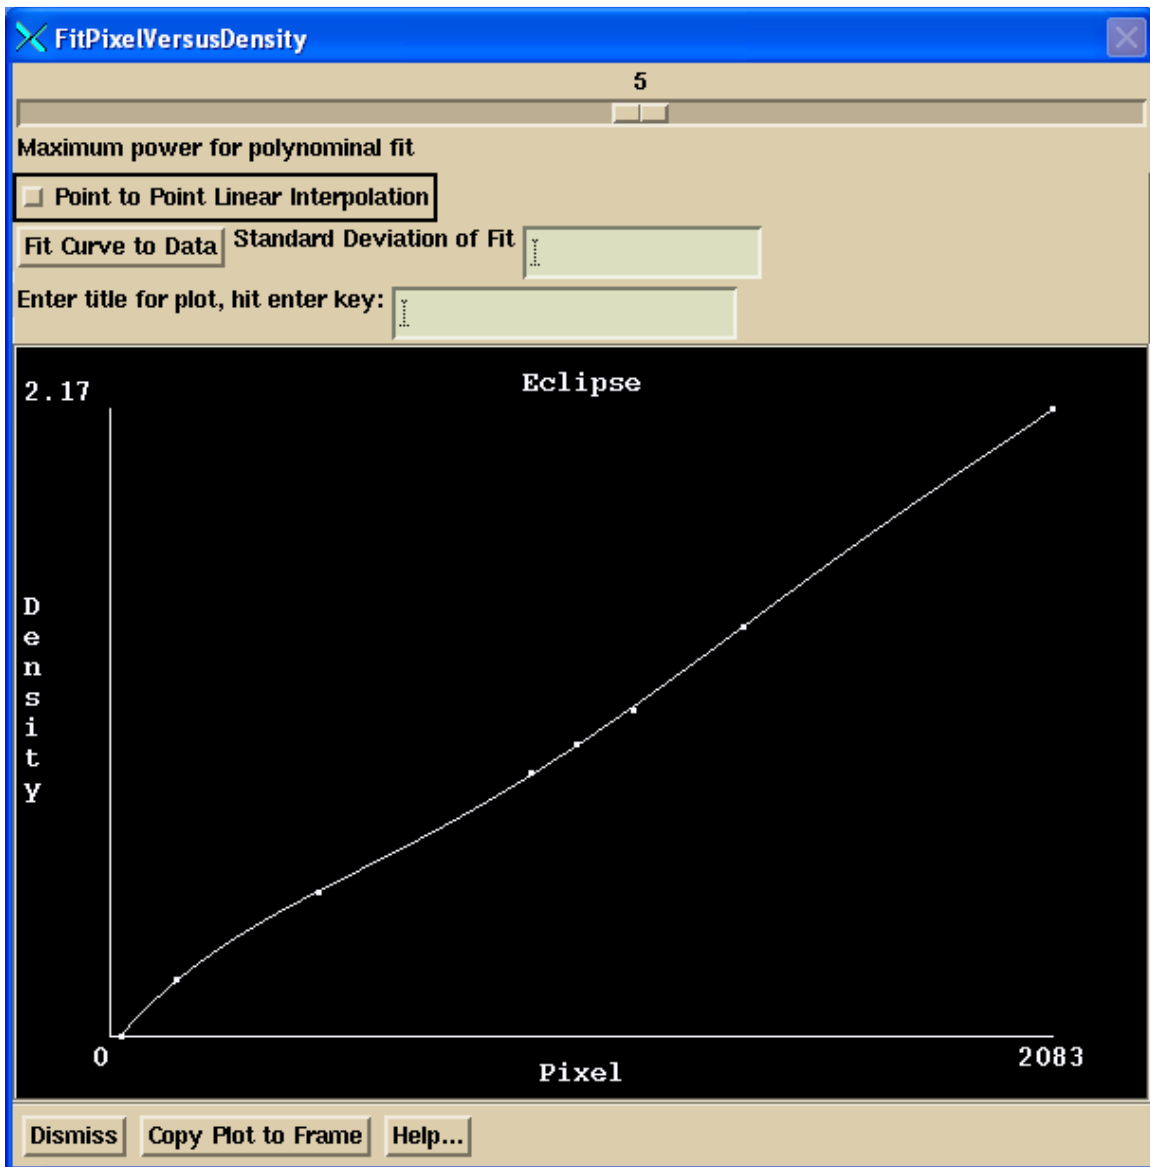 FitPixelVersusDensity
5
Maximum power for polynominal fit
Point to Point Linear Interpolation
Fit Curve to Data Standard Deviation of Fit
Enter title for plot, hit enter key:
Eclipse
2.17
Density
0
2083
Pixel
Dismiss Copy Plot to Frame Help...